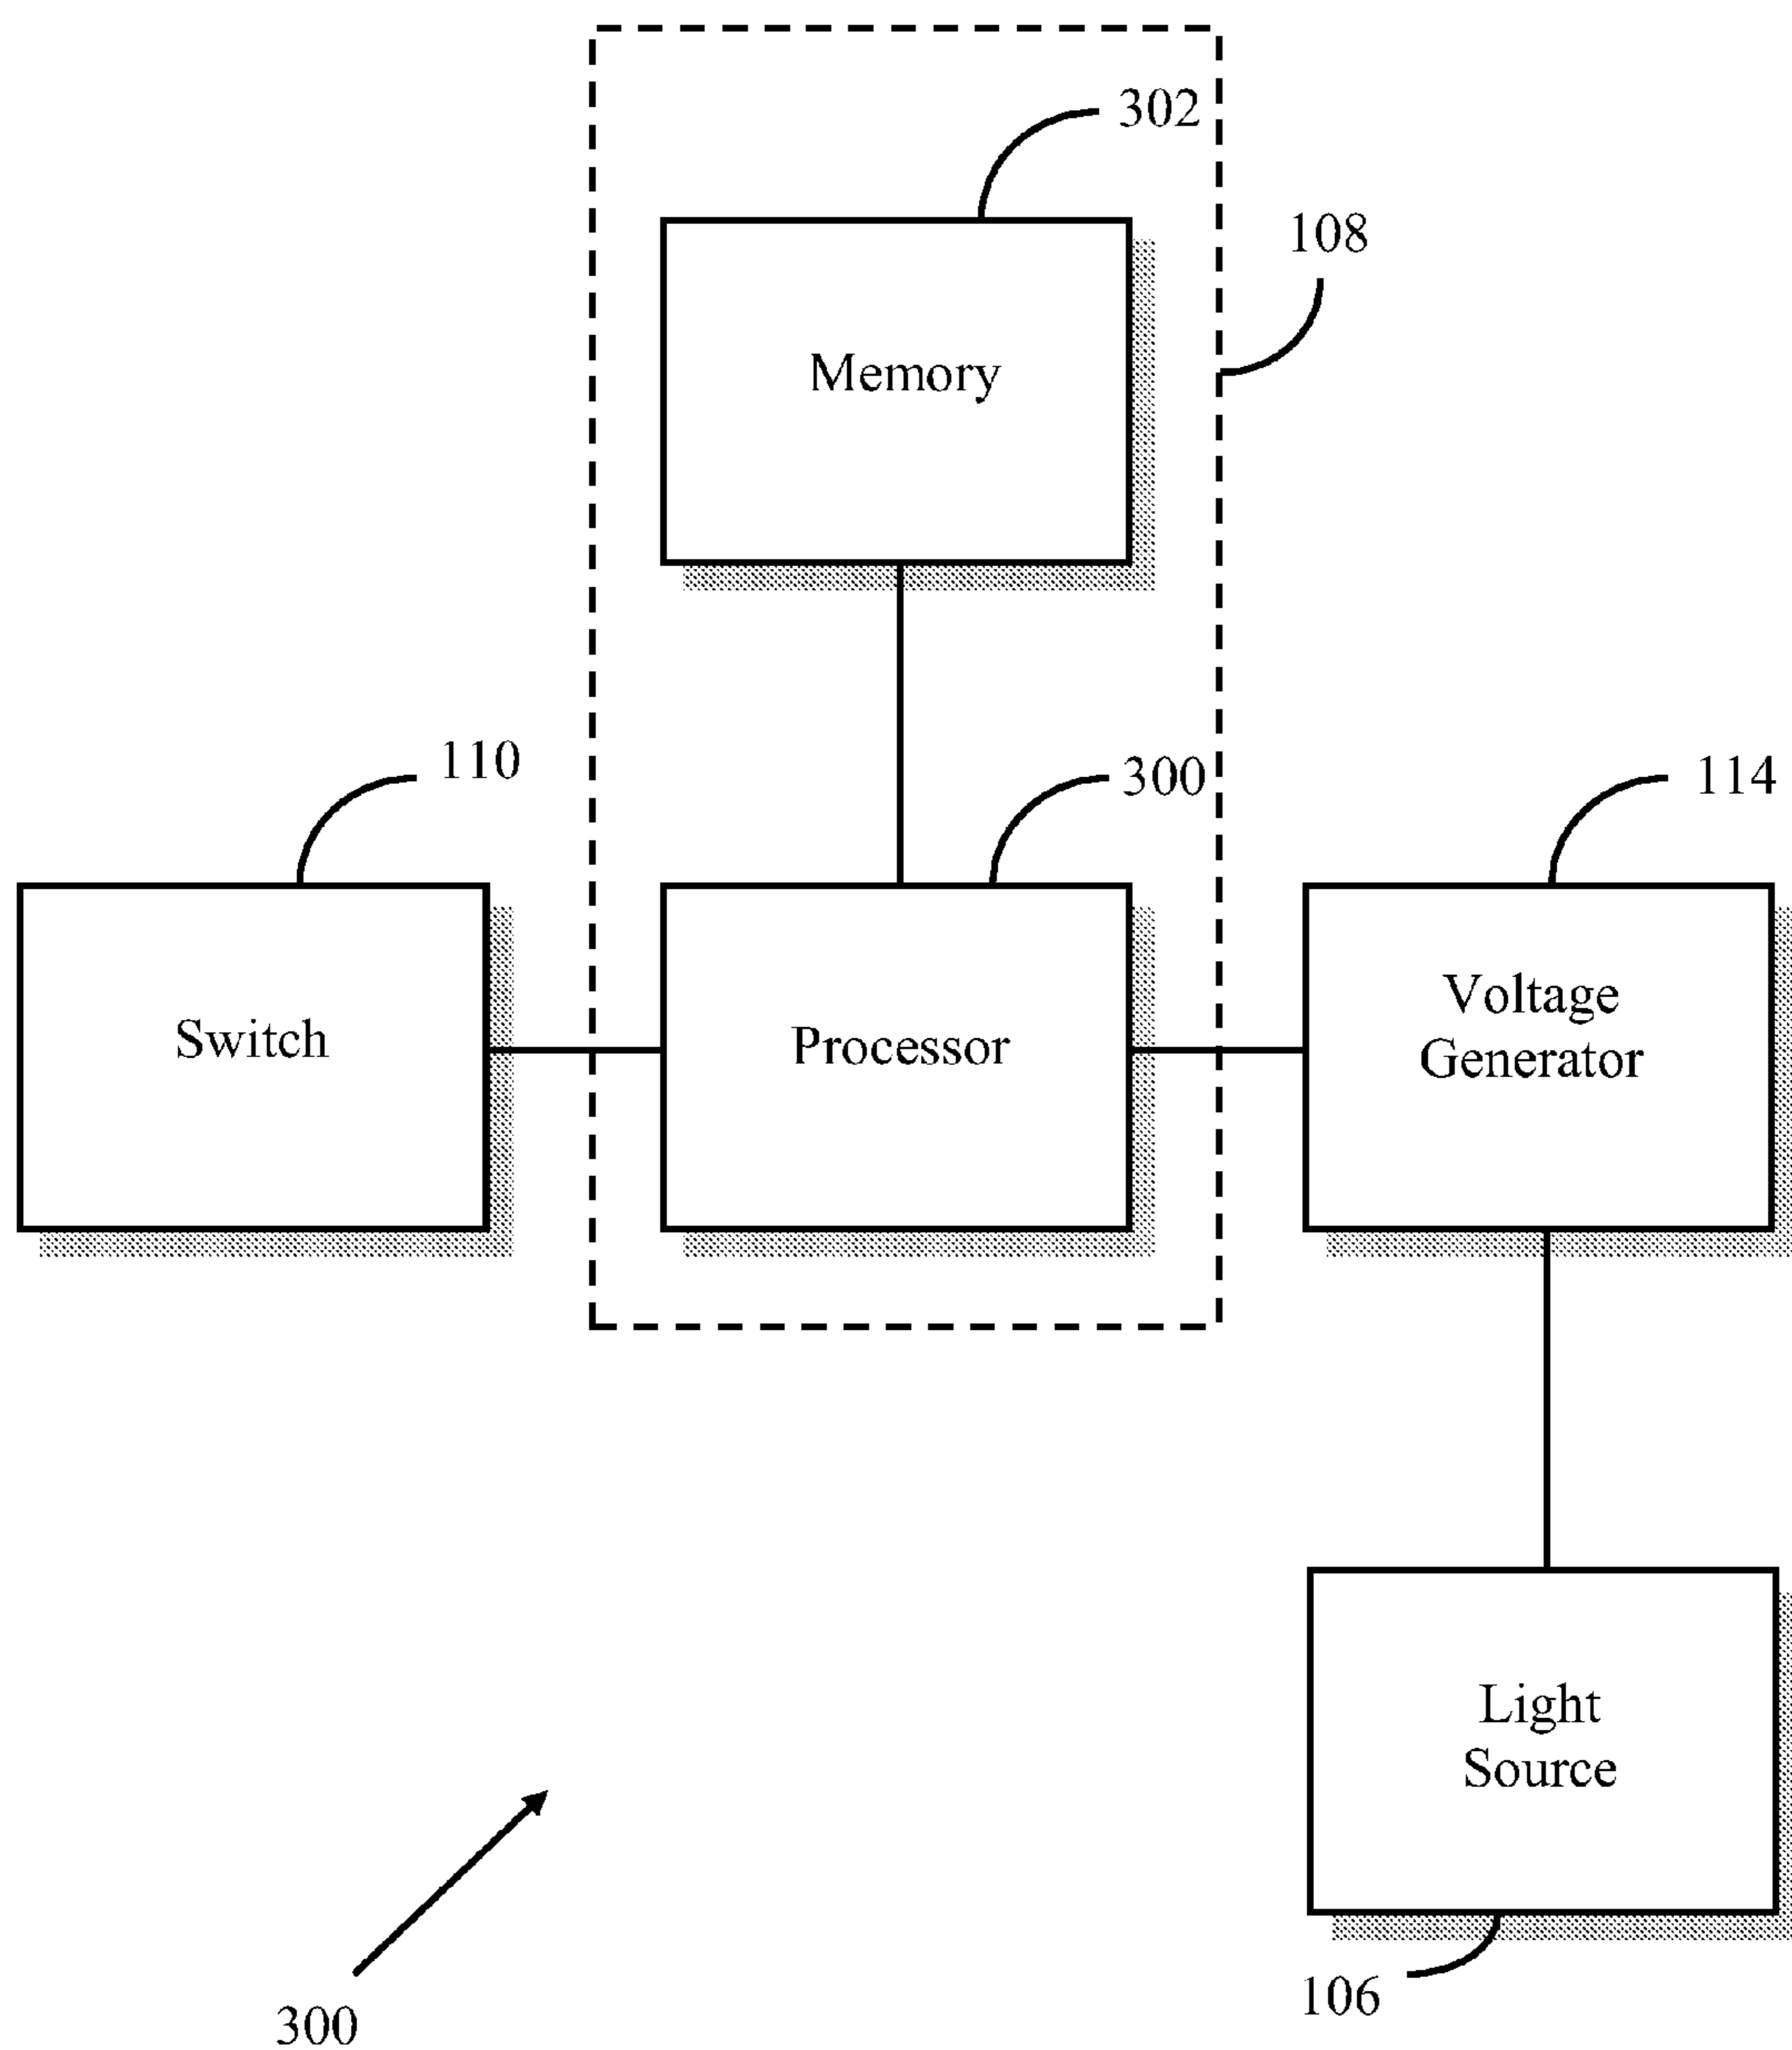 302
108
Memory
110
300
114
Switch
Processor
Voltage
Generator
Light
Source
106
300